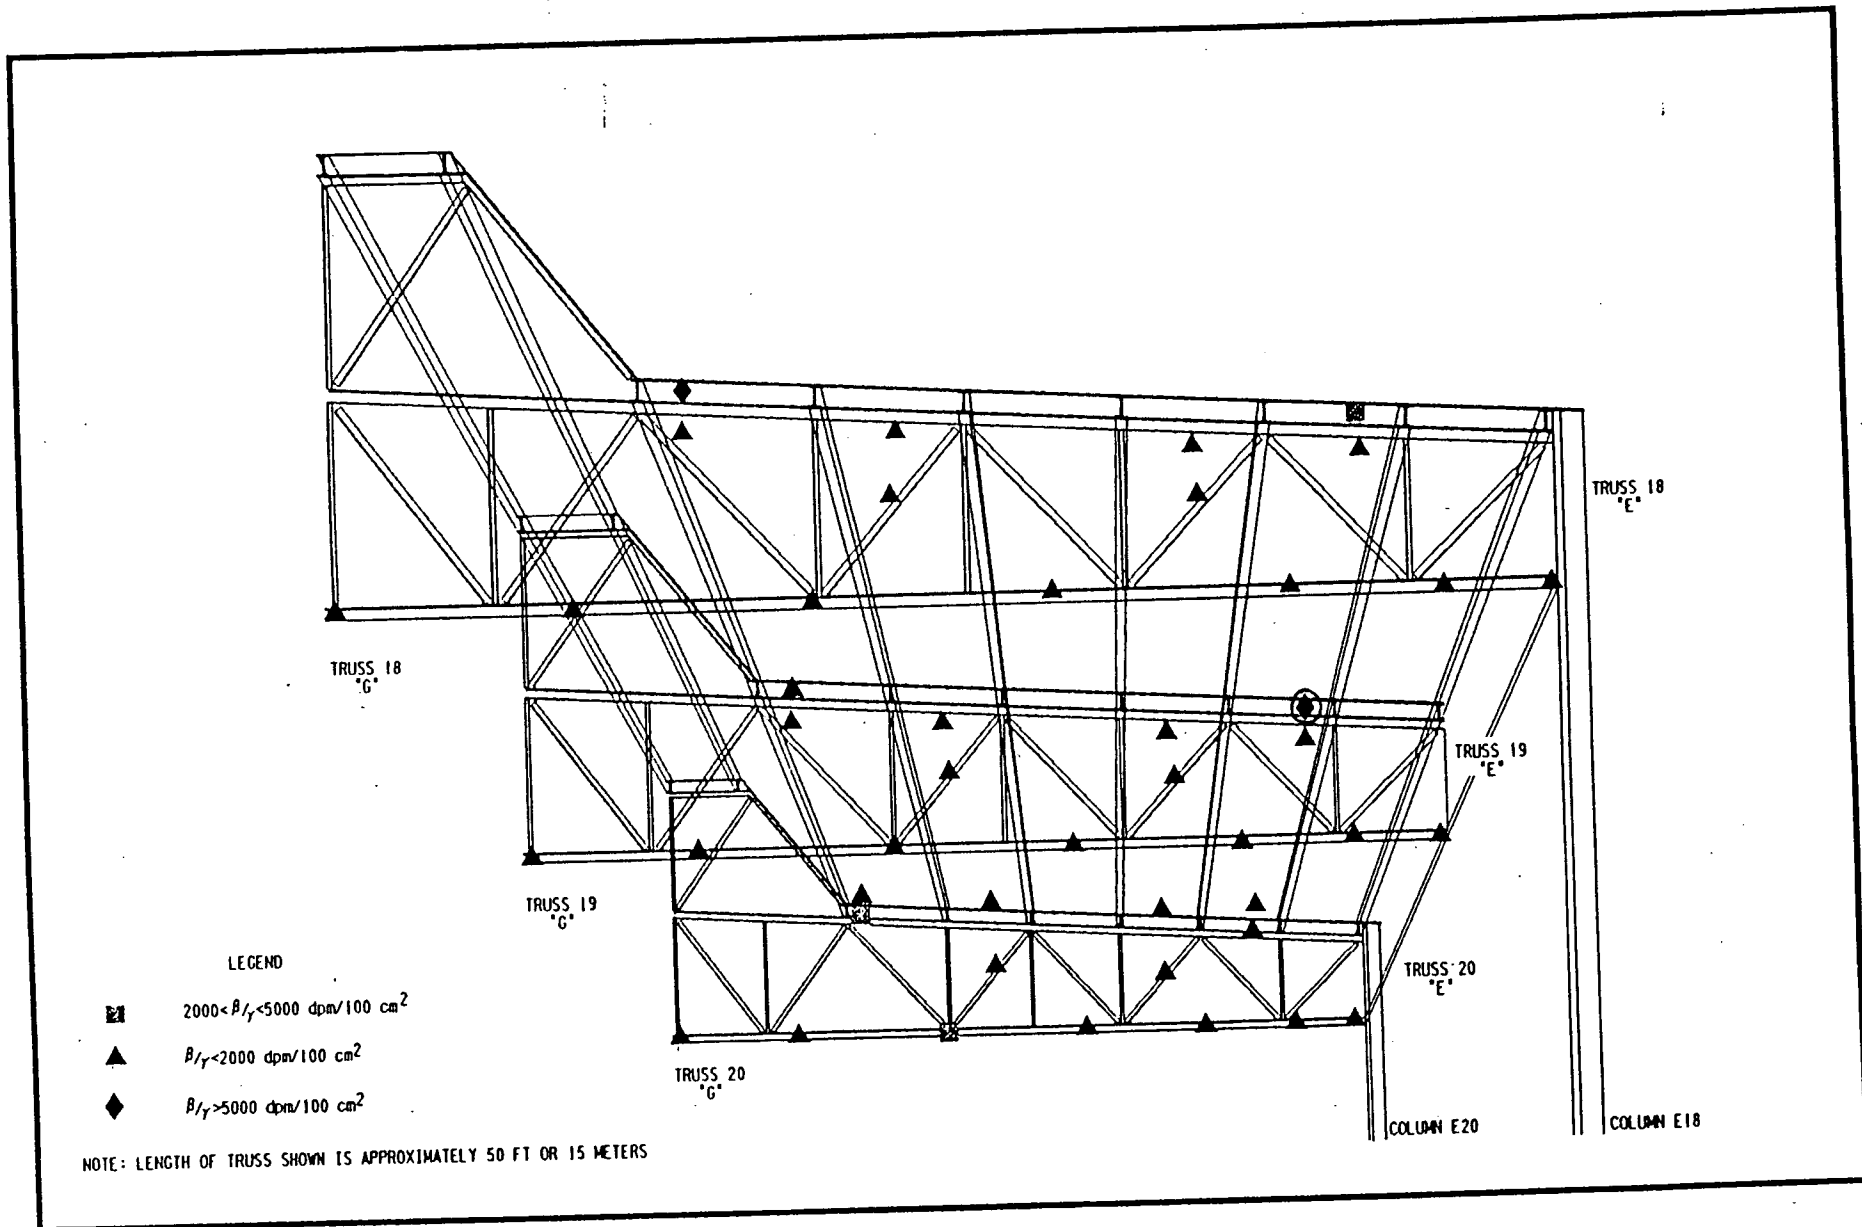 TRUSS 18
"E"
TRUSS 18
"G"
TRUSS 19
"E"
TRUSS 19
"G"
TRUSS 20
"E"
TRUSS 20
"G"
LEGEND
2000<β/γ<5000 dpm/100 cm²
β/γ<2000 dpm/100 cm²
β/γ>5000 dpm/100 cm²
COLUMN E20
COLUMN E18
NOTE: LENGTH OF TRUSS SHOWN IS APPROXIMATELY 50 FT OR 15 METERS